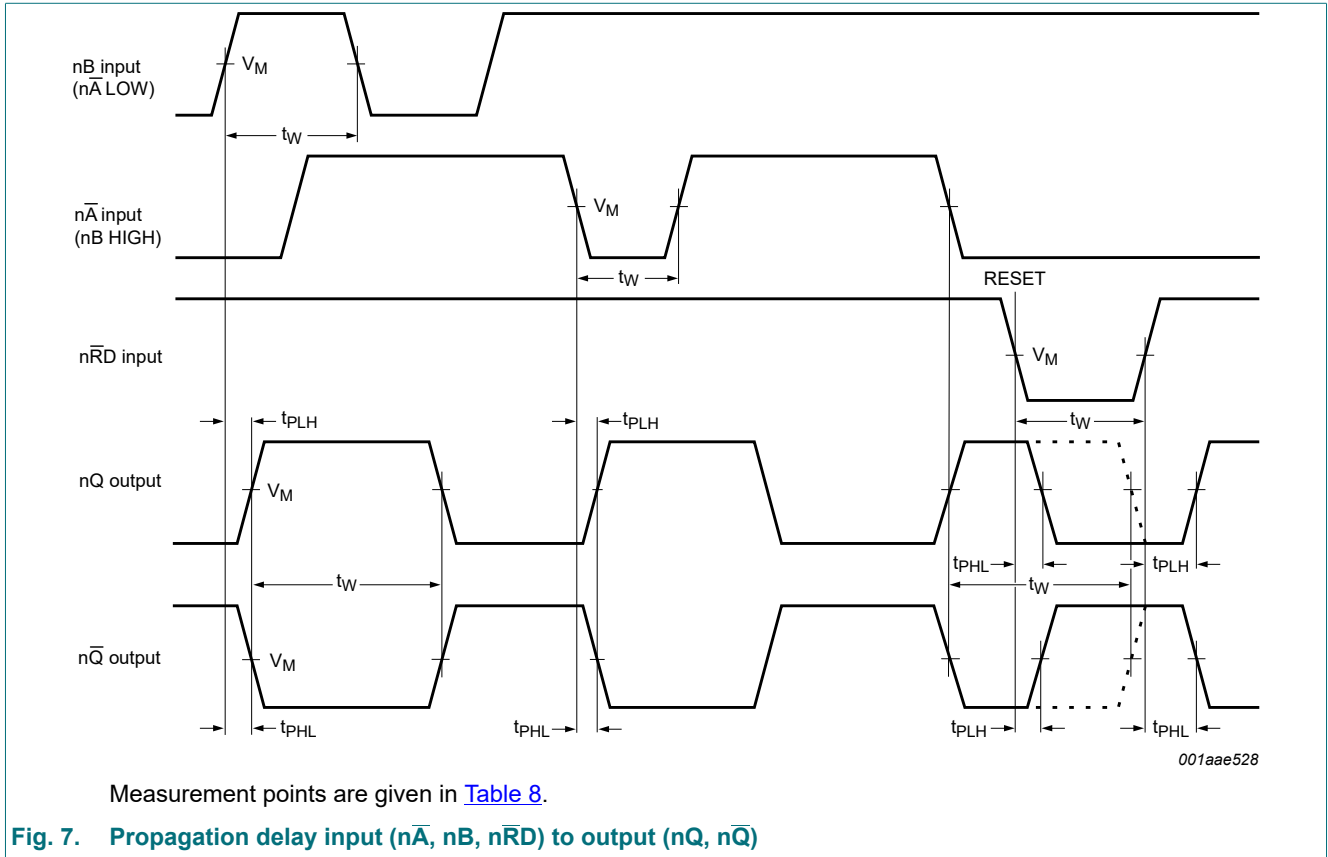 nB input
(nA̅ LOW)
VM
tW
nA̅ input
(nB HIGH)
VM
tW
RESET
nR̅D input
VM
tPLH
tPLH
tW
nQ output
VM
tPHL
tPLH
tW
tW
nQ̅ output
VM
tPHL
tPHL
tPLH
tPHL
001aae528
Measurement points are given in Table 8.
Fig. 7. Propagation delay input (nA̅, nB, nR̅D) to output (nQ, nQ̅)